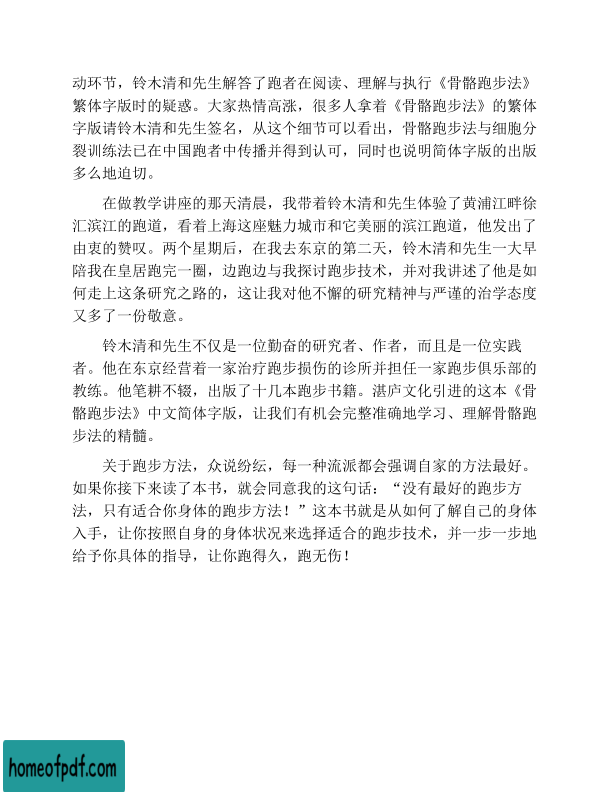 动环节，铃木清和先生解答了跑者在阅读、理解与执行《骨骼跑步法》
繁体字版时的疑惑。大家热情高涨，很多人拿着《骨骼跑步法》的繁体
字版请铃木清和先生签名，从这个细节可以看出，骨骼跑步法与细胞分
裂训练法已在中国跑者中传播并得到认可，同时也说明简体字版的出版
多么地迫切。
在做教学讲座的那天清晨，我带着铃木清和先生体验了黄浦江畔徐
汇滨江的跑道，看着上海这座魅力城市和它美丽的滨江跑道，他发出了
由衷的赞叹。两个星期后，在我去东京的第二天，铃木清和先生一大早
陪我在皇居跑完一圈，边跑边与我探讨跑步技术，并对我讲述了他是如
何走上这条研究之路的，这让我对他不懈的研究精神与严谨的治学态度
又多了一份敬意。
铃木清和先生不仅是一位勤奋的研究者、作者，而且是一位实践
者。他在东京经营着一家治疗跑步损伤的诊所并担任一家跑步俱乐部的
教练。他笔耕不辍，出版了十几本跑步书籍。湛庐文化引进的这本《骨
骼跑步法》中文简体字版，让我们有机会完整准确地学习、理解骨骼跑
步法的精髓。
关于跑步方法，众说纷纭，每一种流派都会强调自家的方法最好。
如果你接下来读了本书，就会同意我的这句话：“没有最好的跑步方
法，只有适合你身体的跑步方法！”这本书就是从如何了解自己的身体
入手，让你按照自身的身体状况来选择适合的跑步技术，并一步一步地
给予你具体的指导，让你跑得久，跑无伤！
homeofpdf.com